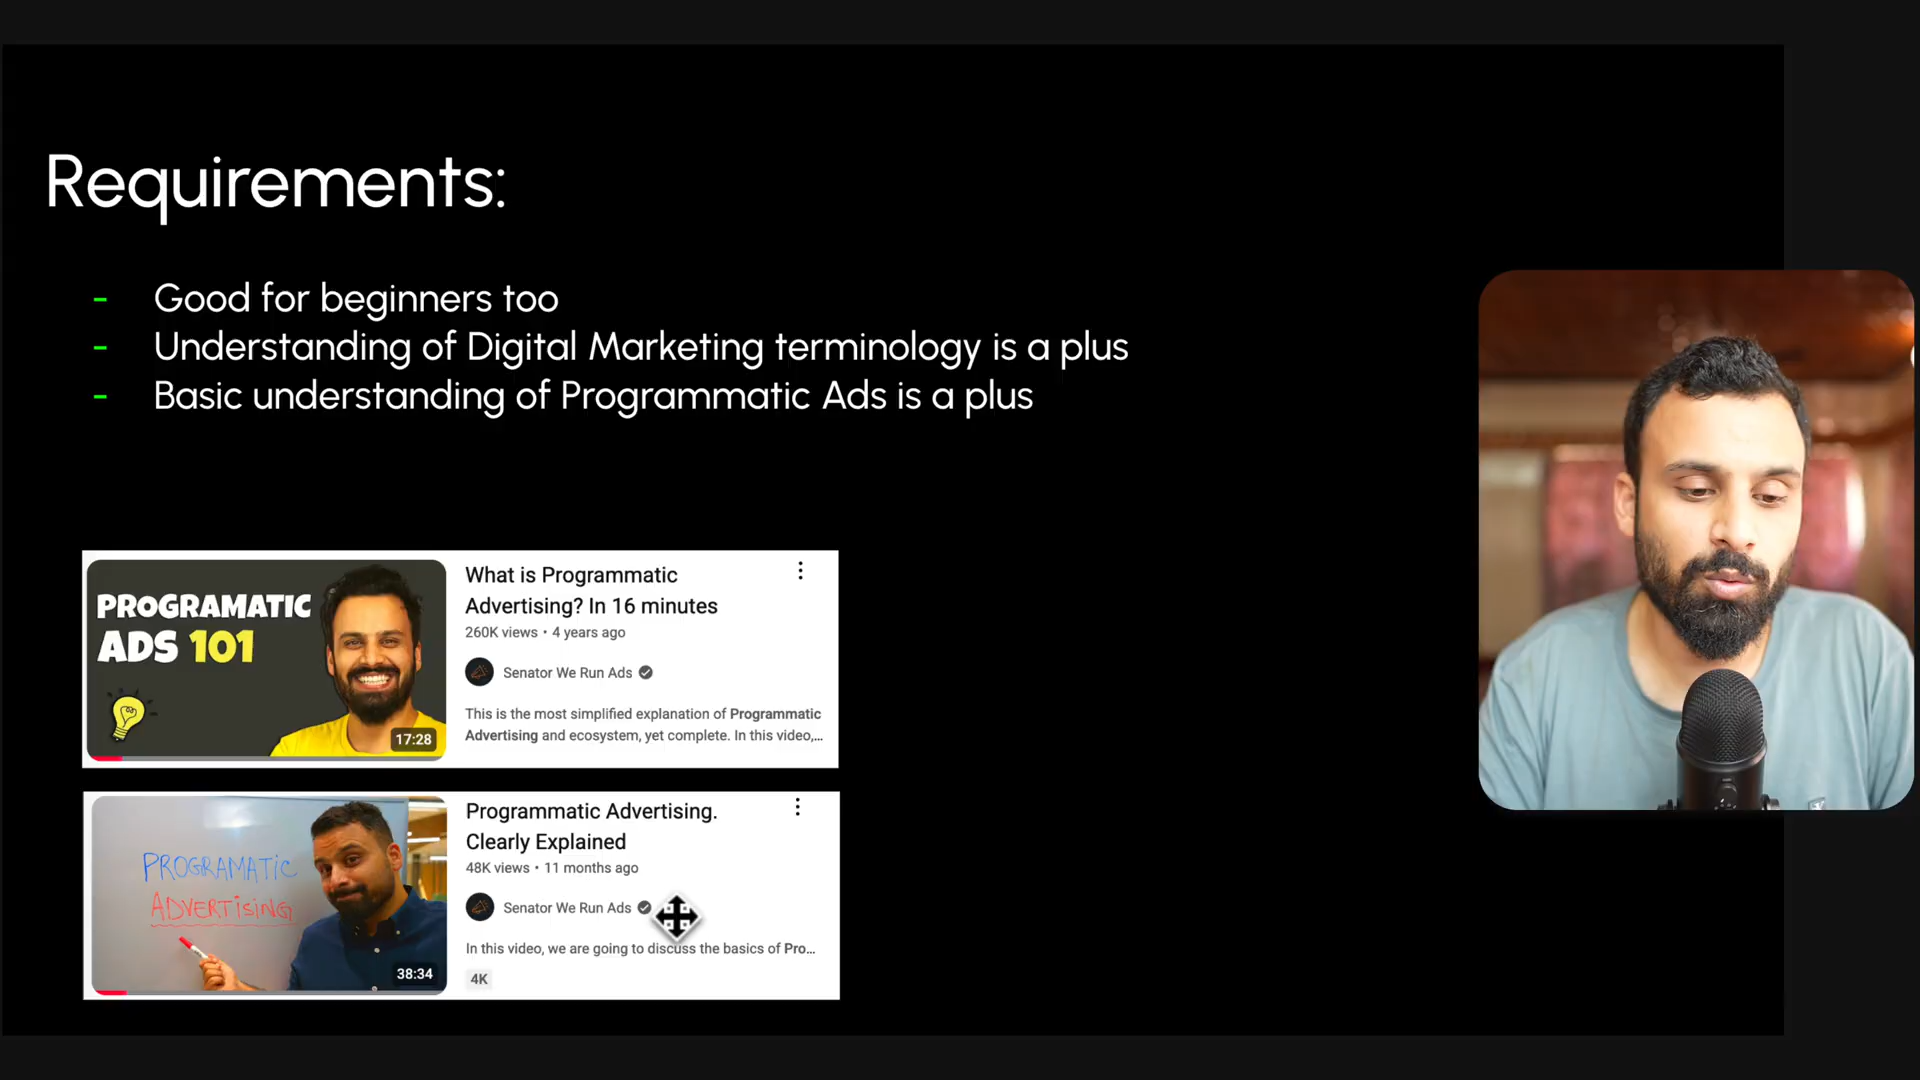 Requirements:
- Good for beginners too
- Understanding of Digital Marketing terminology is a plus
- Basic understanding of Programmatic Ads is a plus
PROGRAMATIC
ADS 101
17:28
What is Programmatic
Advertising? In 16 minutes
260K views • 4 years ago
Senator We Run Ads
This is the most simplified explanation of Programmatic
Advertising and ecosystem, yet complete. In this video,...
PROGRAMATIC
ADVERTISING
38:34
Programmatic Advertising.
Clearly Explained
48K views • 11 months ago
Senator We Run Ads
In this video, we are going to discuss the basics of Pro...
4K